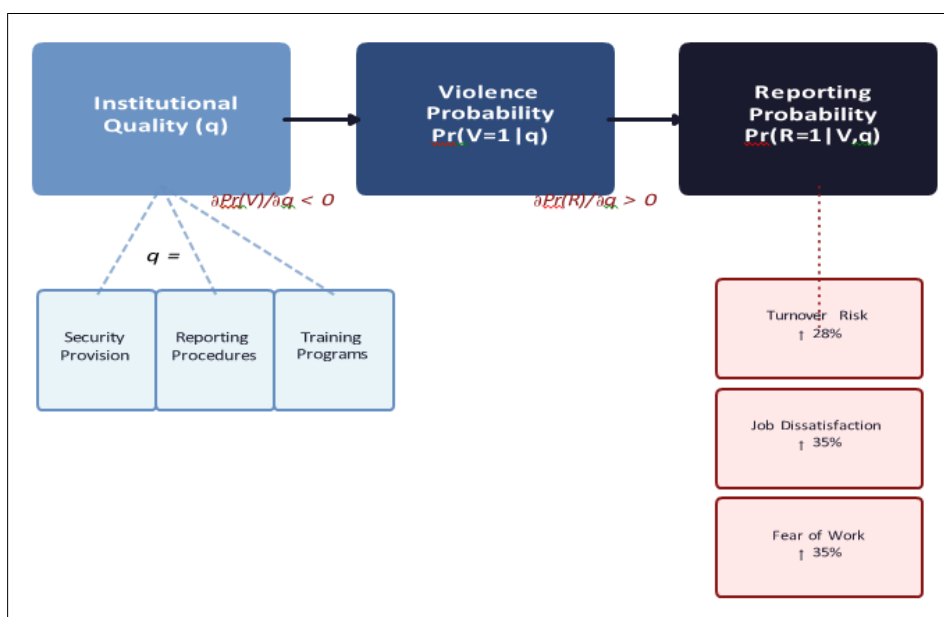 Institutional
Quality (q)
Violence
Probability
Pr(V=1|q)
Reporting
Probability
Pr(R=1|V,q)
∂Pr(V)/∂q < 0
∂Pr(R)/∂q > 0
q =
Security
Provision
Reporting
Procedures
Training
Programs
Turnover Risk
↑ 28%
Job Dissatisfaction
↑ 35%
Fear of Work
↑ 35%